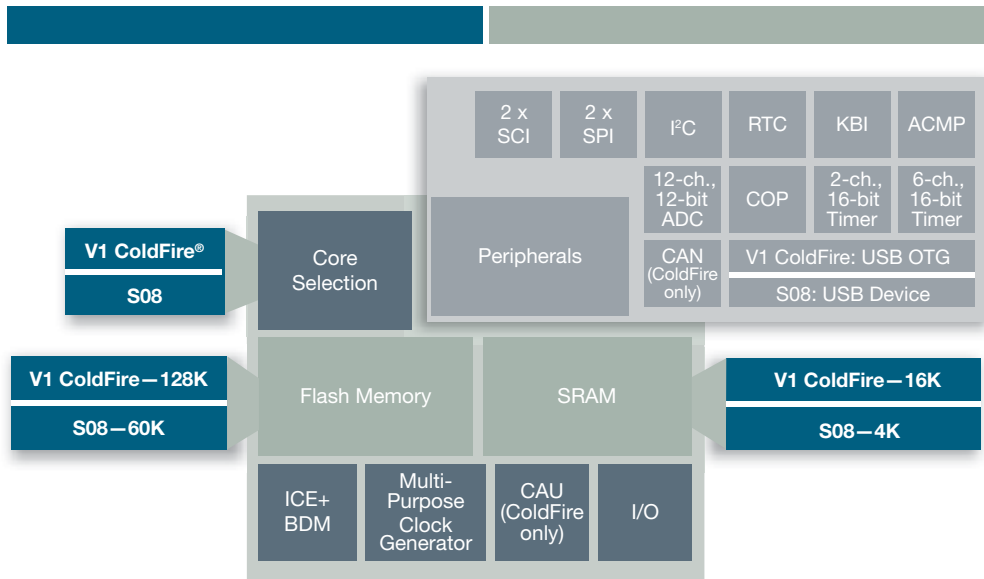 2 x
SCI
2 x
SPI
I²C
RTC
KBI
ACMP
12-ch.,
12-bit
ADC
COP
2-ch.,
16-bit
Timer
6-ch.,
16-bit
Timer
Peripherals
CAN
(ColdFire
only)
V1 ColdFire: USB OTG
S08: USB Device
V1 ColdFire®
S08
Core
Selection
V1 ColdFire—128K
S08—60K
Flash Memory
SRAM
V1 ColdFire—16K
S08—4K
ICE+
BDM
Multi-
Purpose
Clock
Generator
CAU
(ColdFire
only)
I/O